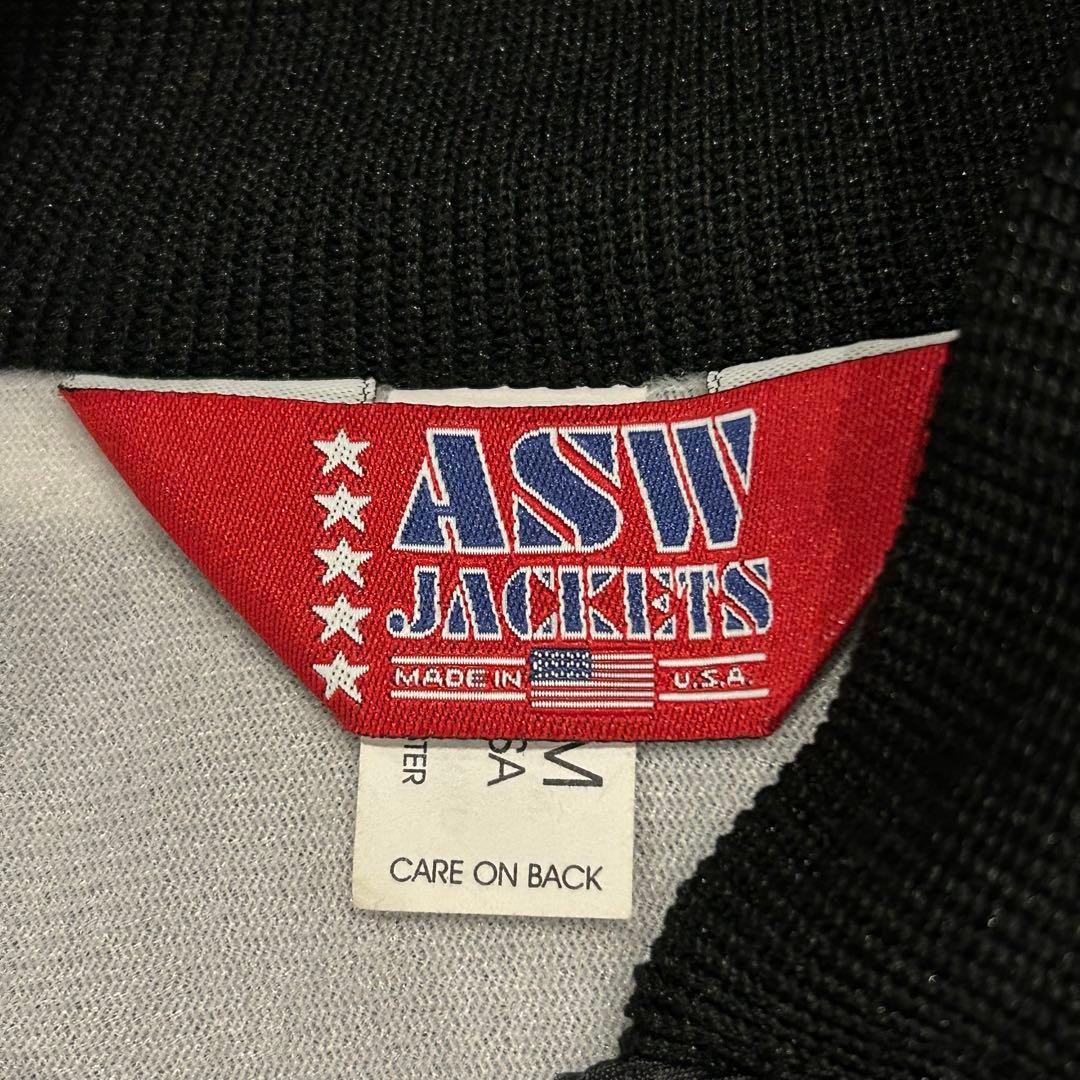 ASW
JACKETS
MADE IN U.S.A.
M
CARE ON BACK